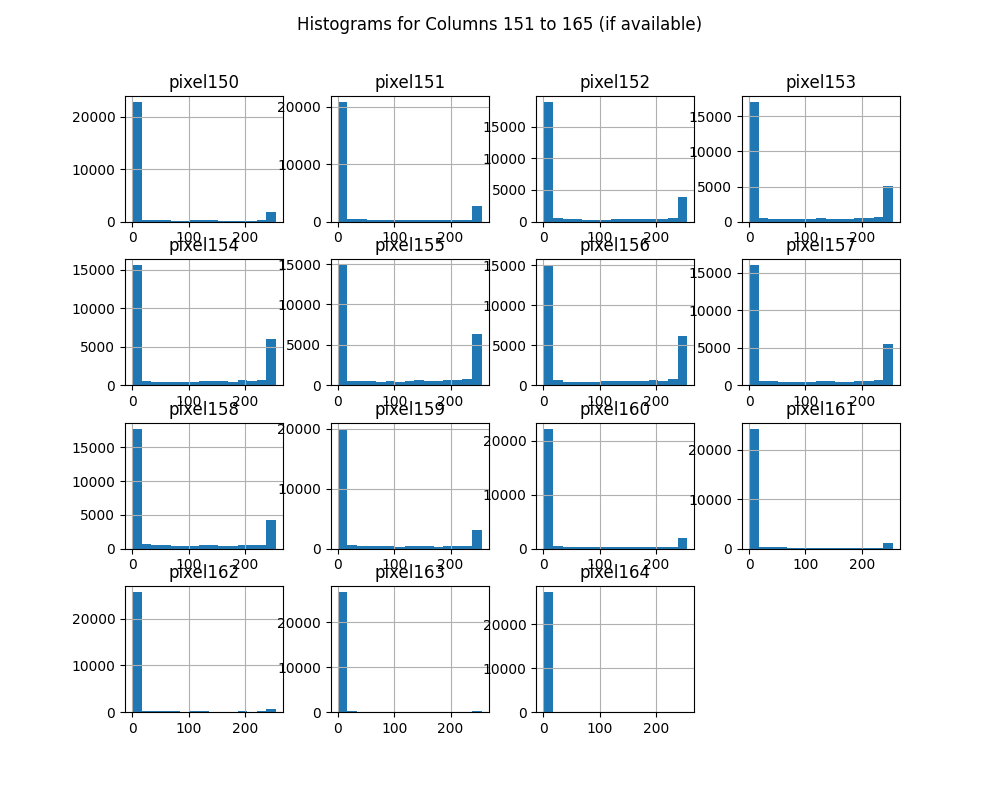 Histograms for Columns 151 to 165 (if available)
pixel150 pixel151 pixel152 pixel153
20000 10000 0
20000 10000 0
15000 10000 5000 0
15000 10000 5000 0
0 100 200 0 100 200 0 100 200 0 100 200
pixel154 pixel155 pixel156 pixel157
15000 10000 5000 0
15000 10000 5000 0
15000 10000 5000 0
15000 10000 5000 0
0 100 200 0 100 200 0 100 200 0 100 200
pixel158 pixel159 pixel160 pixel161
15000 10000 5000 0
20000 10000 0
20000 10000 0
20000 10000 0
0 100 200 0 100 200 0 100 200 0 100 200
pixel162 pixel163 pixel164
20000 10000 0
20000 10000 0
20000 10000 0
0 100 200 0 100 200 0 100 200